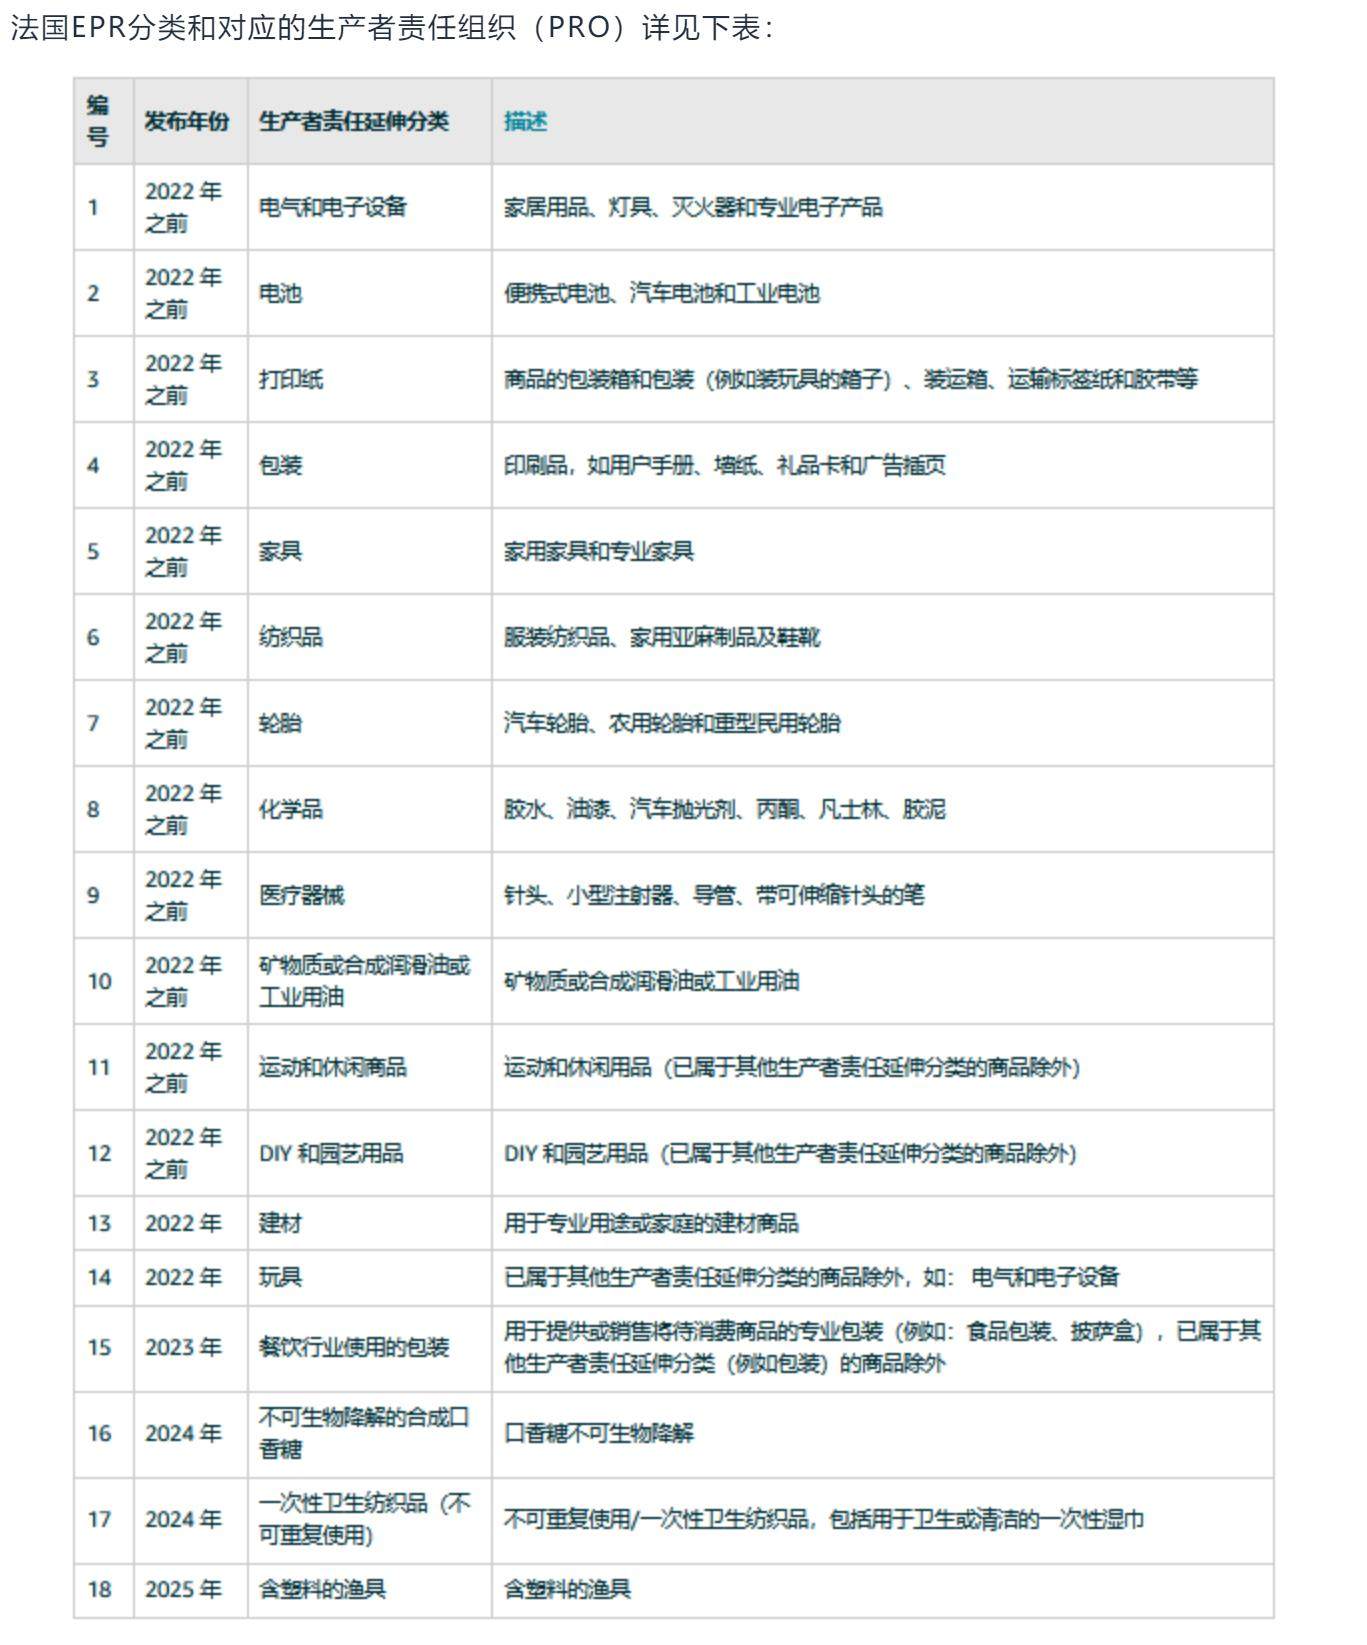 法国EPR分类和对应的生产者责任组织（PRO）详见下表：
编
号
发布年份
生产者责任延伸分类
描述
1
2022 年
之前
电气和电子设备
家居用品、灯具、灭火器和专业电子产品
2
2022 年
之前
电池
便携式电池、汽车电池和工业电池
3
2022 年
之前
打印纸
商品的包装箱和包装（例如装玩具的箱子）、装运箱、运输标签纸和胶带等
4
2022 年
之前
包装
印刷品，如用户手册、墙纸、礼品卡和广告插页
5
2022 年
之前
家具
家用家具和专业家具
6
2022 年
之前
纺织品
服装纺织品、家用亚麻制品及鞋靴
7
2022 年
之前
轮胎
汽车轮胎、农用轮胎和重型民用轮胎
8
2022 年
之前
化学品
胶水、油漆、汽车抛光剂、丙酮、凡士林、胶泥
9
2022 年
之前
医疗器械
针头、小型注射器、导管、带可伸缩针头的笔
10
2022 年
之前
矿物质或合成润滑油或
工业用油
矿物质或合成润滑油或工业用油
11
2022 年
之前
运动和休闲商品
运动和休闲用品（已属于其他生产者责任延伸分类的商品除外）
12
2022 年
之前
DIY 和园艺用品
DIY 和园艺用品（已属于其他生产者责任延伸分类的商品除外）
13
2022 年
建材
用于专业用途或家庭的建材商品
14
2022 年
玩具
已属于其他生产者责任延伸分类的商品除外，如： 电气和电子设备
15
2023 年
餐饮行业使用的包装
用于提供或销售将待消费商品的专业包装（例如：食品包装、披萨盒），已属于其
他生产者责任延伸分类（例如包装）的商品除外
16
2024 年
不可生物降解的合成口
香糖
口香糖不可生物降解
17
2024 年
一次性卫生纺织品（不
可重复使用)
不可重复使用/一次性卫生纺织品，包括用于卫生或清洁的一次性湿巾
18
2025 年
含塑料的渔具
含塑料的渔具